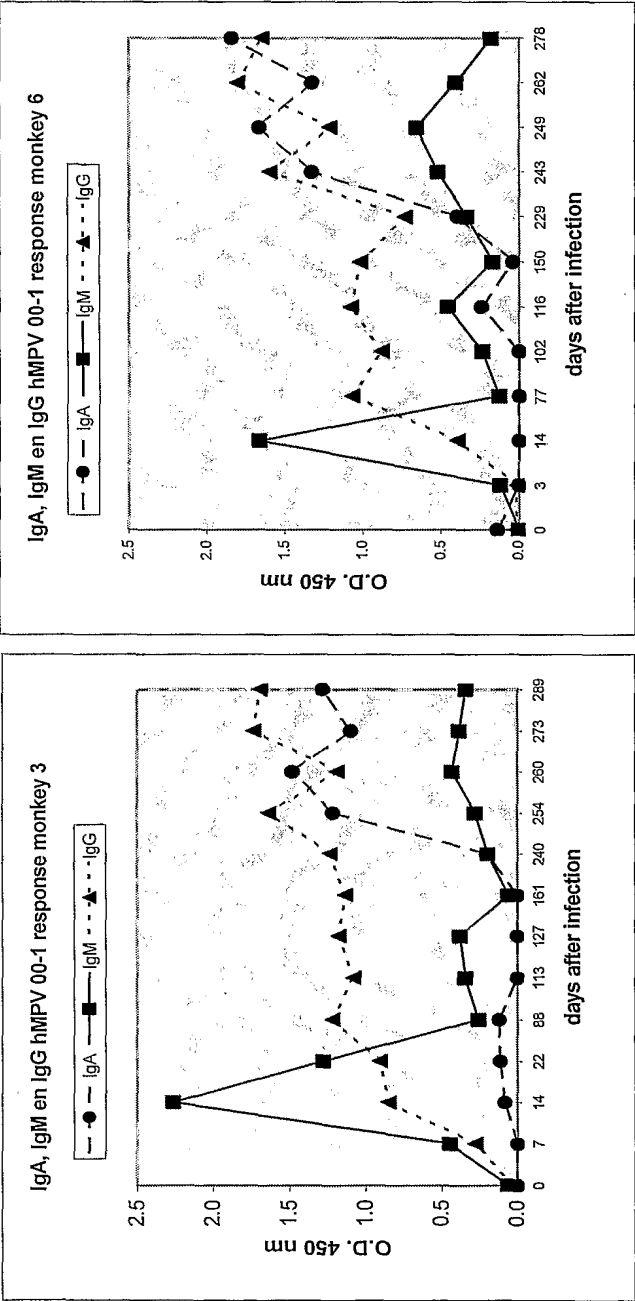 IgA, IgM en IgG hMPV 00-1 response monkey 3
IgA IgM IgG
O.D. 450 nm
2.5
2.0
1.5
1.0
0.5
0.0
0 7 14 22 88 113 127 161 240 254 260 273 289
days after infection
IgA, IgM en IgG hMPV 00-1 response monkey 6
IgA IgM IgG
O.D. 450 nm
2.5
2.0
1.5
1.0
0.5
0.0
0 3 14 77 102 116 150 229 243 249 262 278
days after infection